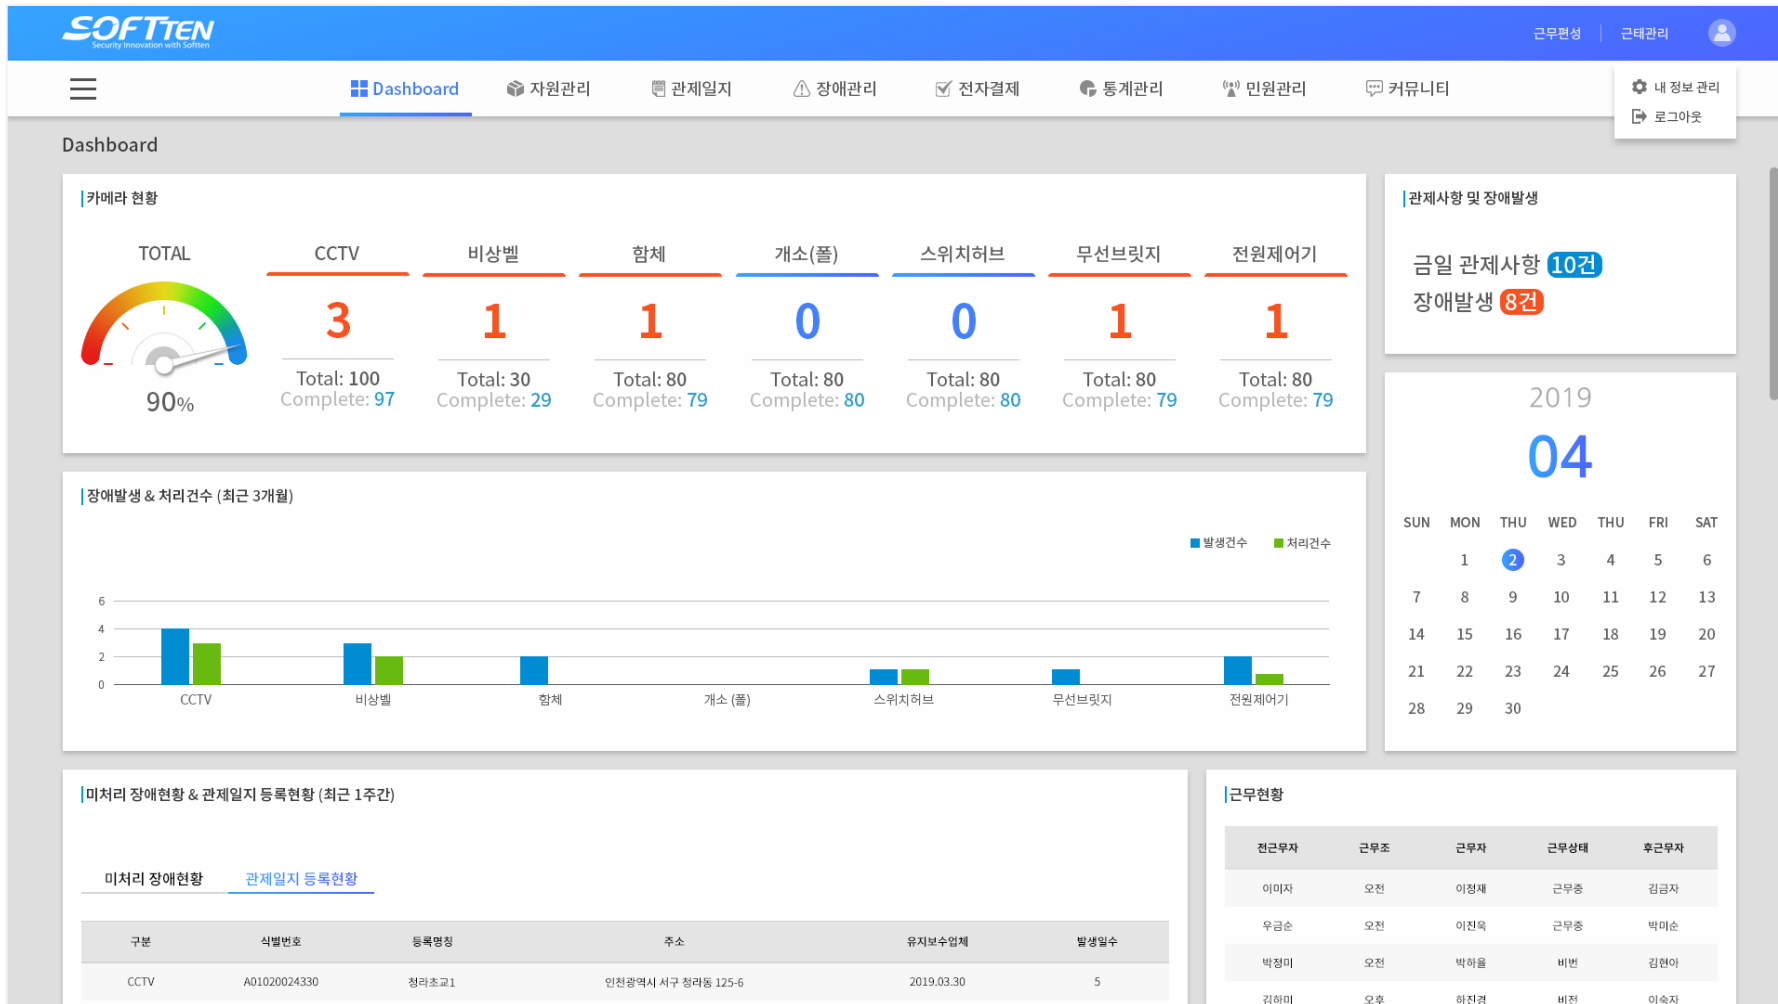 SOFTTEN
Security Innovation with Softten
근무편성 근태관리
Dashboard 자원관리 관제일지 장애관리 전자결제 통계관리 민원관리 커뮤니티
내 정보 관리
로그아웃
Dashboard
카메라 현황
TOTAL CCTV 비상벨 함체 개소(폴) 스위치허브 무선브릿지 전원제어기
3 1 1 0 0 1 1
90%
Total: 100 Total: 30 Total: 80 Total: 80 Total: 80 Total: 80 Total: 80
Complete: 97 Complete: 29 Complete: 79 Complete: 80 Complete: 80 Complete: 79 Complete: 79
관제사항 및 장애발생
금일 관제사항 10건
장애발생 8건
장애발생 & 처리건수 (최근 3개월)
발생건수 처리건수
6
4
2
0
CCTV 비상벨 함체 개소 (폴) 스위치허브 무선브릿지 전원제어기
2019
04
SUN MON THU WED THU FRI SAT
1 2 3 4 5 6
7 8 9 10 11 12 13
14 15 16 17 18 19 20
21 22 23 24 25 26 27
28 29 30
미처리 장애현황 & 관제일지 등록현황 (최근 1주간)
미처리 장애현황 관제일지 등록현황
구분 식별번호 등록명칭 주소 유지보수업체 발생일수
CCTV A01020024330 청라초교1 인천광역시 서구 청라동 125-6 2019.03.30 5
근무현황
전근무자 근무조 근무자 근무상태 후근무자
이미자 오전 이정재 근무중 김금자
우금순 오전 이진욱 근무중 박미순
박정미 오전 박하율 비번 김현아
김하미 오후 하진경 비전 이숙자